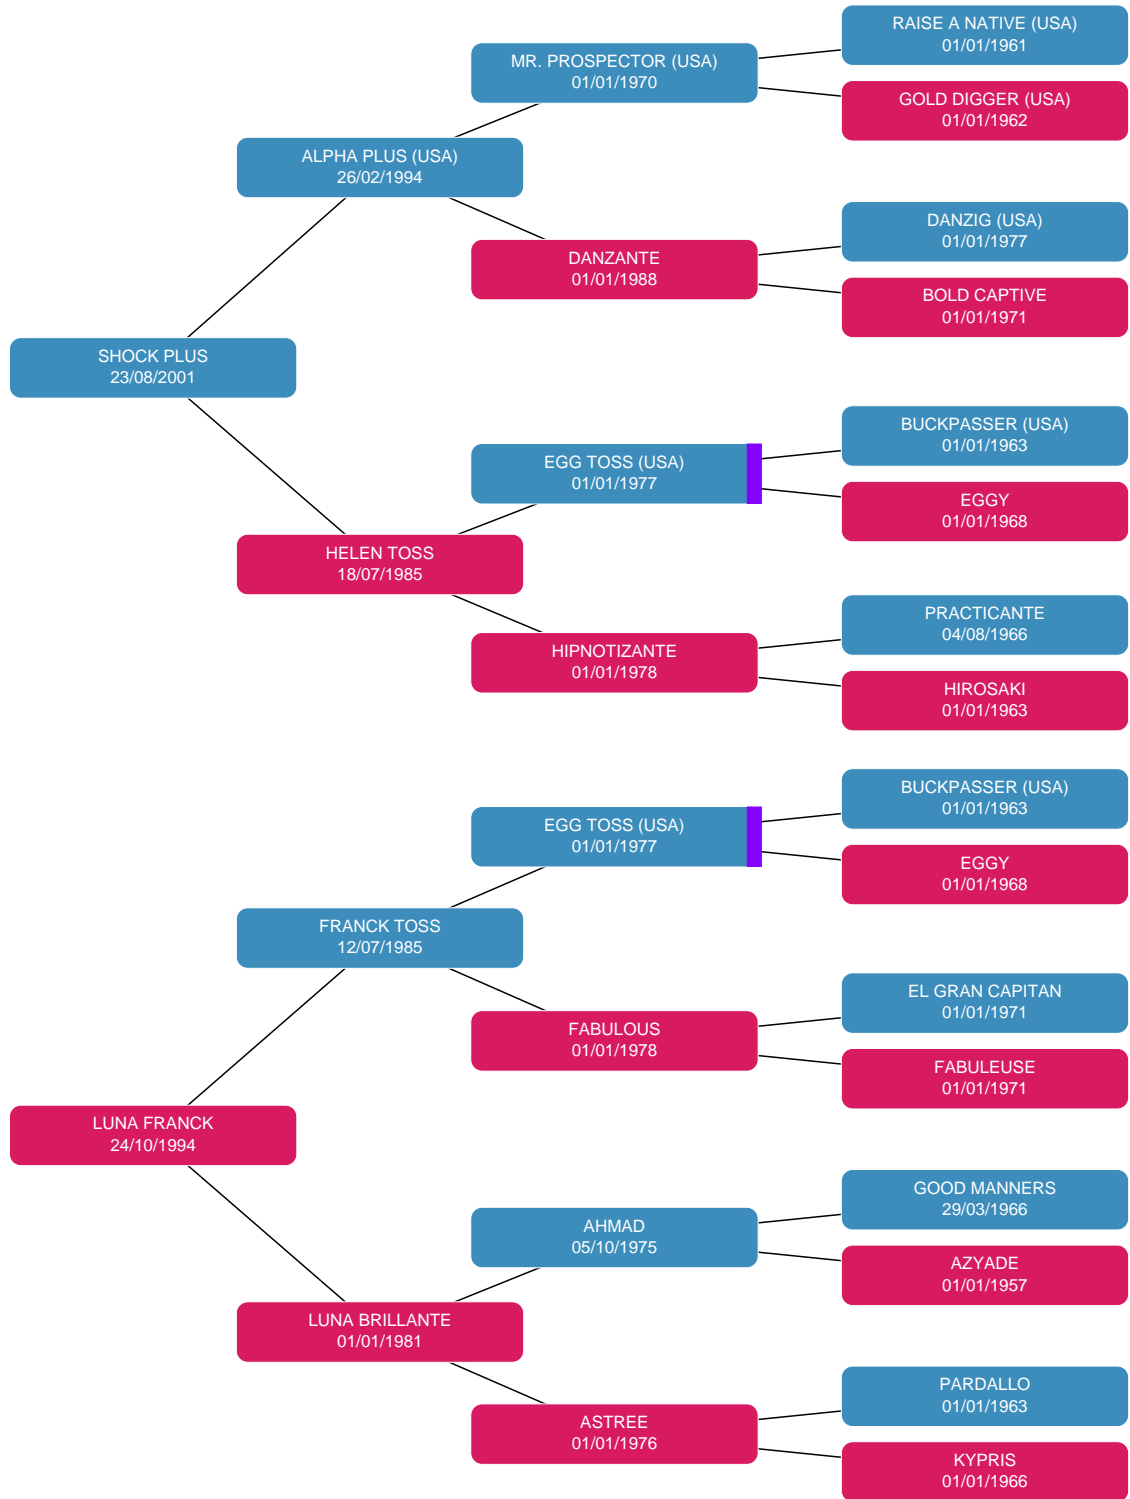 RAISE A NATIVE (USA)
01/01/1961
MR. PROSPECTOR (USA)
01/01/1970
GOLD DIGGER (USA)
01/01/1962
ALPHA PLUS (USA)
26/02/1994
DANZIG (USA)
01/01/1977
DANZANTE
01/01/1988
BOLD CAPTIVE
01/01/1971
SHOCK PLUS
23/08/2001
BUCKPASSER (USA)
01/01/1963
EGG TOSS (USA)
01/01/1977
EGGY
01/01/1968
HELEN TOSS
18/07/1985
PRACTICANTE
04/08/1966
HIPNOTIZANTE
01/01/1978
HIROSAKI
01/01/1963
BUCKPASSER (USA)
01/01/1963
EGG TOSS (USA)
01/01/1977
EGGY
01/01/1968
FRANCK TOSS
12/07/1985
EL GRAN CAPITAN
01/01/1971
FABULOUS
01/01/1978
FABULEUSE
01/01/1971
LUNA FRANCK
24/10/1994
GOOD MANNERS
29/03/1966
AHMAD
05/10/1975
AZYADE
01/01/1957
LUNA BRILLANTE
01/01/1981
PARDALLO
01/01/1963
ASTREE
01/01/1976
KYPRIS
01/01/1966